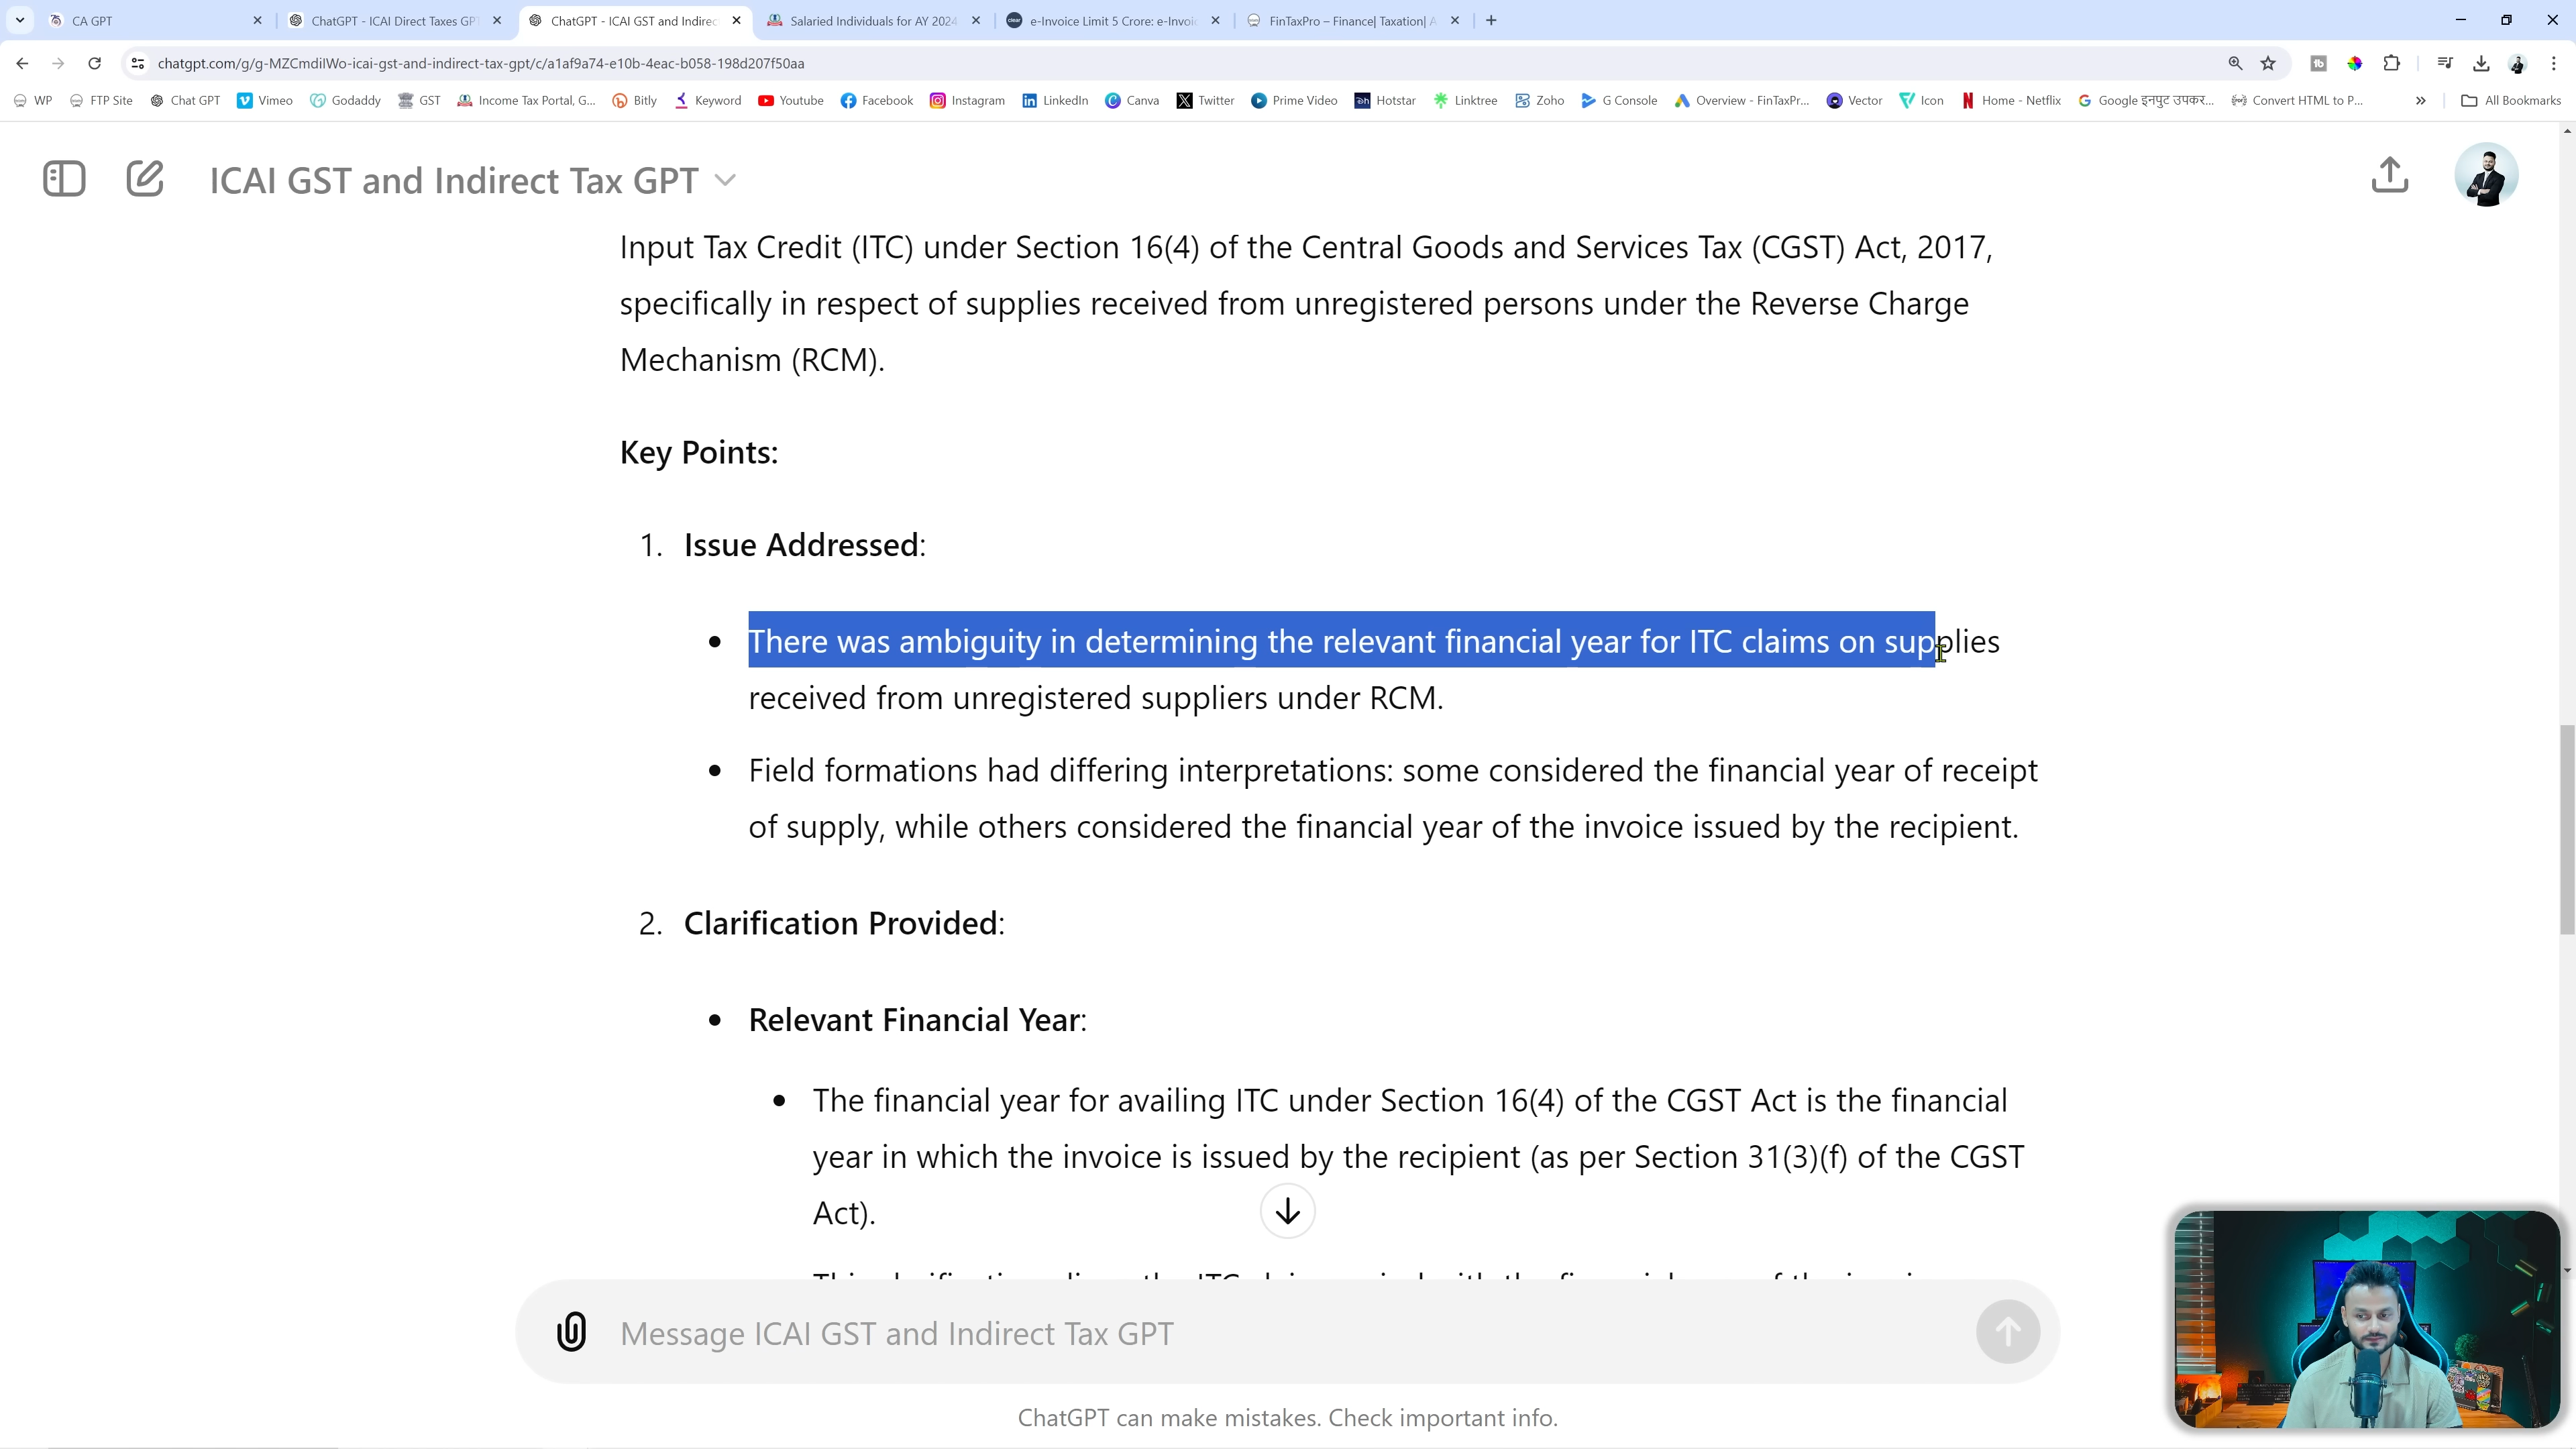 CA GPT
ChatGPT - ICAI Direct Taxes GP
ChatGPT - ICAI GST and Indirec
Salaried Individuals for AY 2024
e-Invoice Limit 5 Crore: e-Invoi
FinTaxPro – Finance| Taxation| A
chatgpt.com/g/g-MZCmdiIWo-icai-gst-and-indirect-tax-gpt/c/a1af9a74-e10b-4eac-b058-198d207f50aa
WP
FTP Site
Chat GPT
Vimeo
Godaddy
GST
Income Tax Portal, G...
Bitly
Keyword
Youtube
Facebook
Instagram
LinkedIn
Canva
Twitter
Prime Video
Hotstar
Linktree
Zoho
G Console
Overview - FinTaxPr...
Vector
Icon
Home - Netflix
Google इनपुट उपकर...
Convert HTML to P...
All Bookmarks
ICAI GST and Indirect Tax GPT
Input Tax Credit (ITC) under Section 16(4) of the Central Goods and Services Tax (CGST) Act, 2017,
specifically in respect of supplies received from unregistered persons under the Reverse Charge
Mechanism (RCM).
Key Points:
1. Issue Addressed:
• There was ambiguity in determining the relevant financial year for ITC claims on supplies
received from unregistered suppliers under RCM.
• Field formations had differing interpretations: some considered the financial year of receipt
of supply, while others considered the financial year of the invoice issued by the recipient.
2. Clarification Provided:
• Relevant Financial Year:
• The financial year for availing ITC under Section 16(4) of the CGST Act is the financial
year in which the invoice is issued by the recipient (as per Section 31(3)(f) of the CGST
Act).
Message ICAI GST and Indirect Tax GPT
ChatGPT can make mistakes. Check important info.